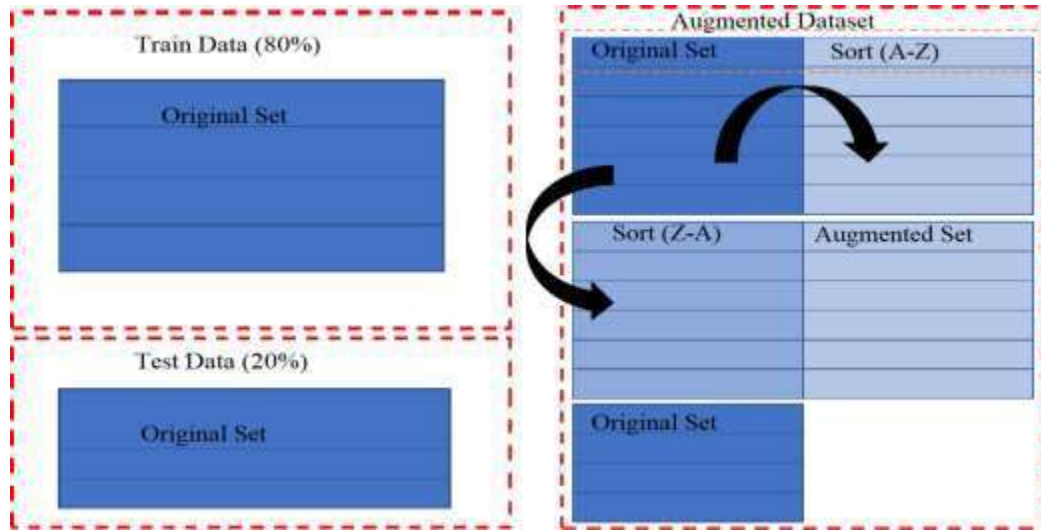 Train Data (80%)
Original Set
Test Data (20%)
Original Set
Augmented Dataset
Original Set
Sort (A-Z)
Sort (Z-A)
Augmented Set
Original Set